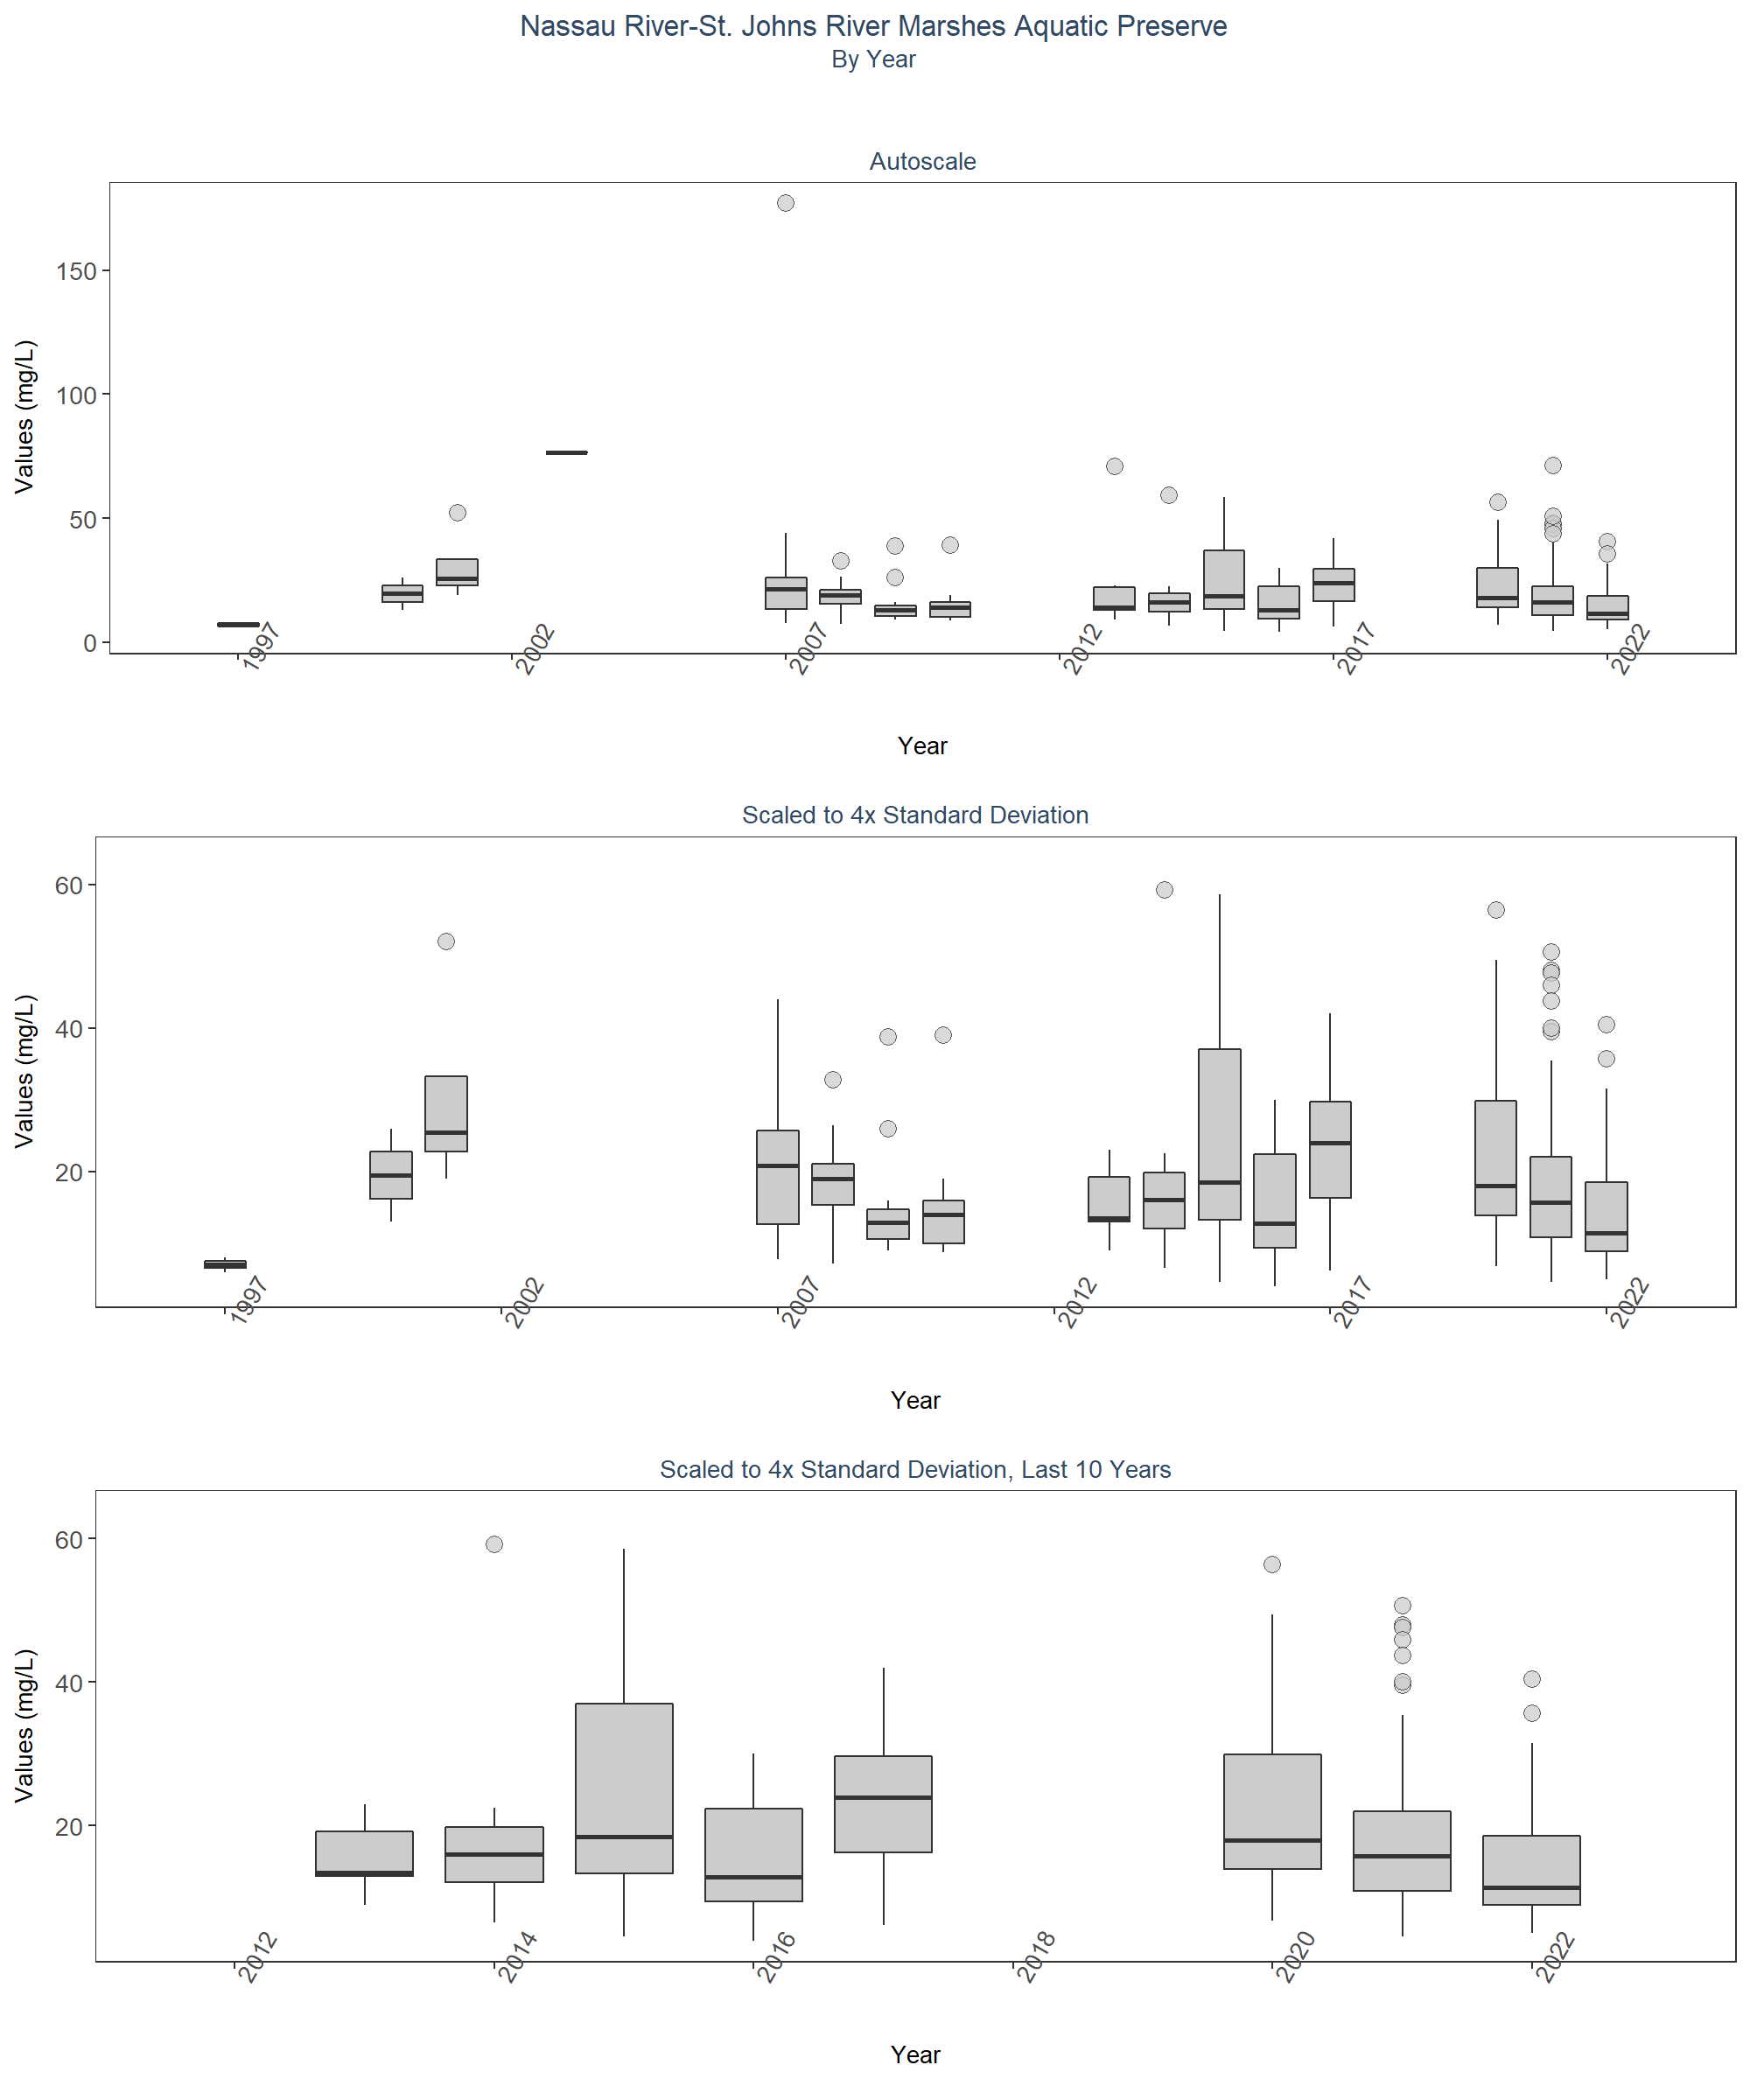 Nassau River-St. Johns River Marshes Aquatic Preserve
By Year
Autoscale
Values (mg/L)
150
100
50
0
1997
2002
2007
2012
2017
2022
Year
Scaled to 4x Standard Deviation
Values (mg/L)
60
40
20
1997
2002
2007
2012
2017
2022
Year
Scaled to 4x Standard Deviation, Last 10 Years
Values (mg/L)
60
40
20
2012
2014
2016
2018
2020
2022
Year